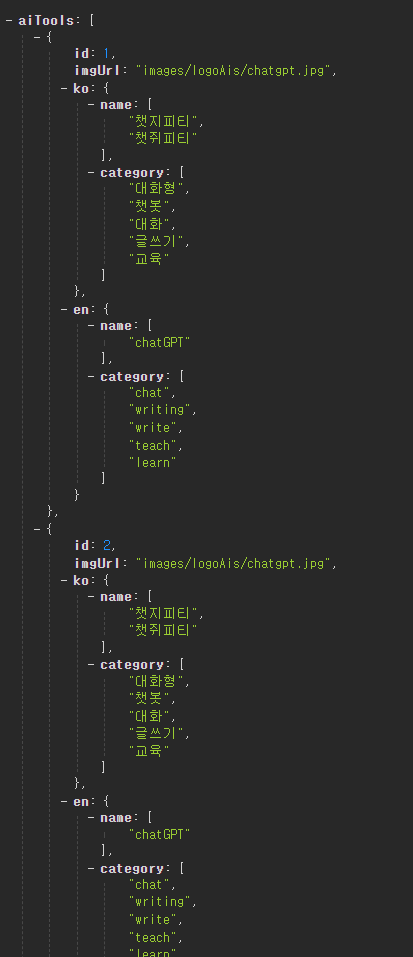 - aiTools: [
- {
id: 1,
imgUrl: "images/logoAis/chatgpt.jpg",
- ko: {
- name: [
"챗지피티",
"챗쥐피티"
],
- category: [
"대화형",
"챗봇",
"대화",
"글쓰기",
"교육"
]
},
- en: {
- name: [
"chatGPT"
],
- category: [
"chat",
"writing",
"write",
"teach",
"learn"
]
}
},
- {
id: 2,
imgUrl: "images/logoAis/chatgpt.jpg",
- ko: {
- name: [
"챗지피티",
"챗쥐피티"
],
- category: [
"대화형",
"챗봇",
"대화",
"글쓰기",
"교육"
]
},
- en: {
- name: [
"chatGPT"
],
- category: [
"chat",
"writing",
"write",
"teach",
"learn"